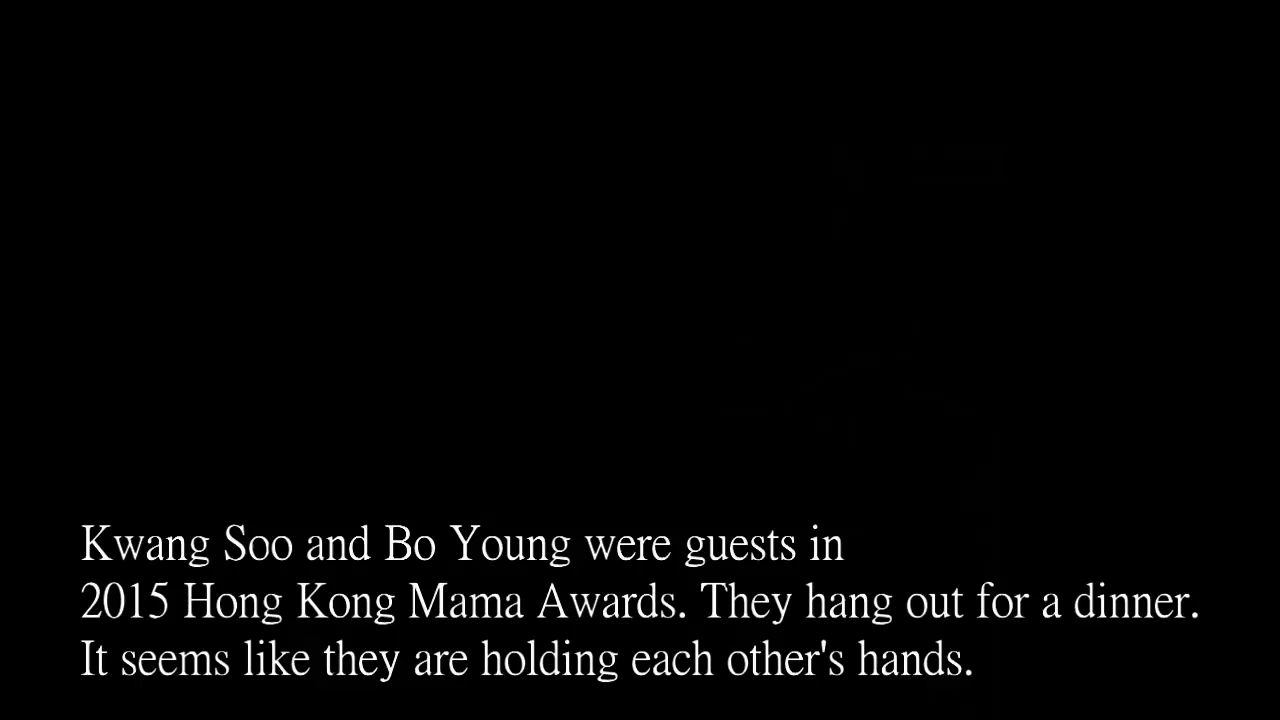 Kwang Soo and Bo Young were guests in
2015 Hong Kong Mama Awards. They hang out for a dinner.
It seems like they are holding each other's hands.